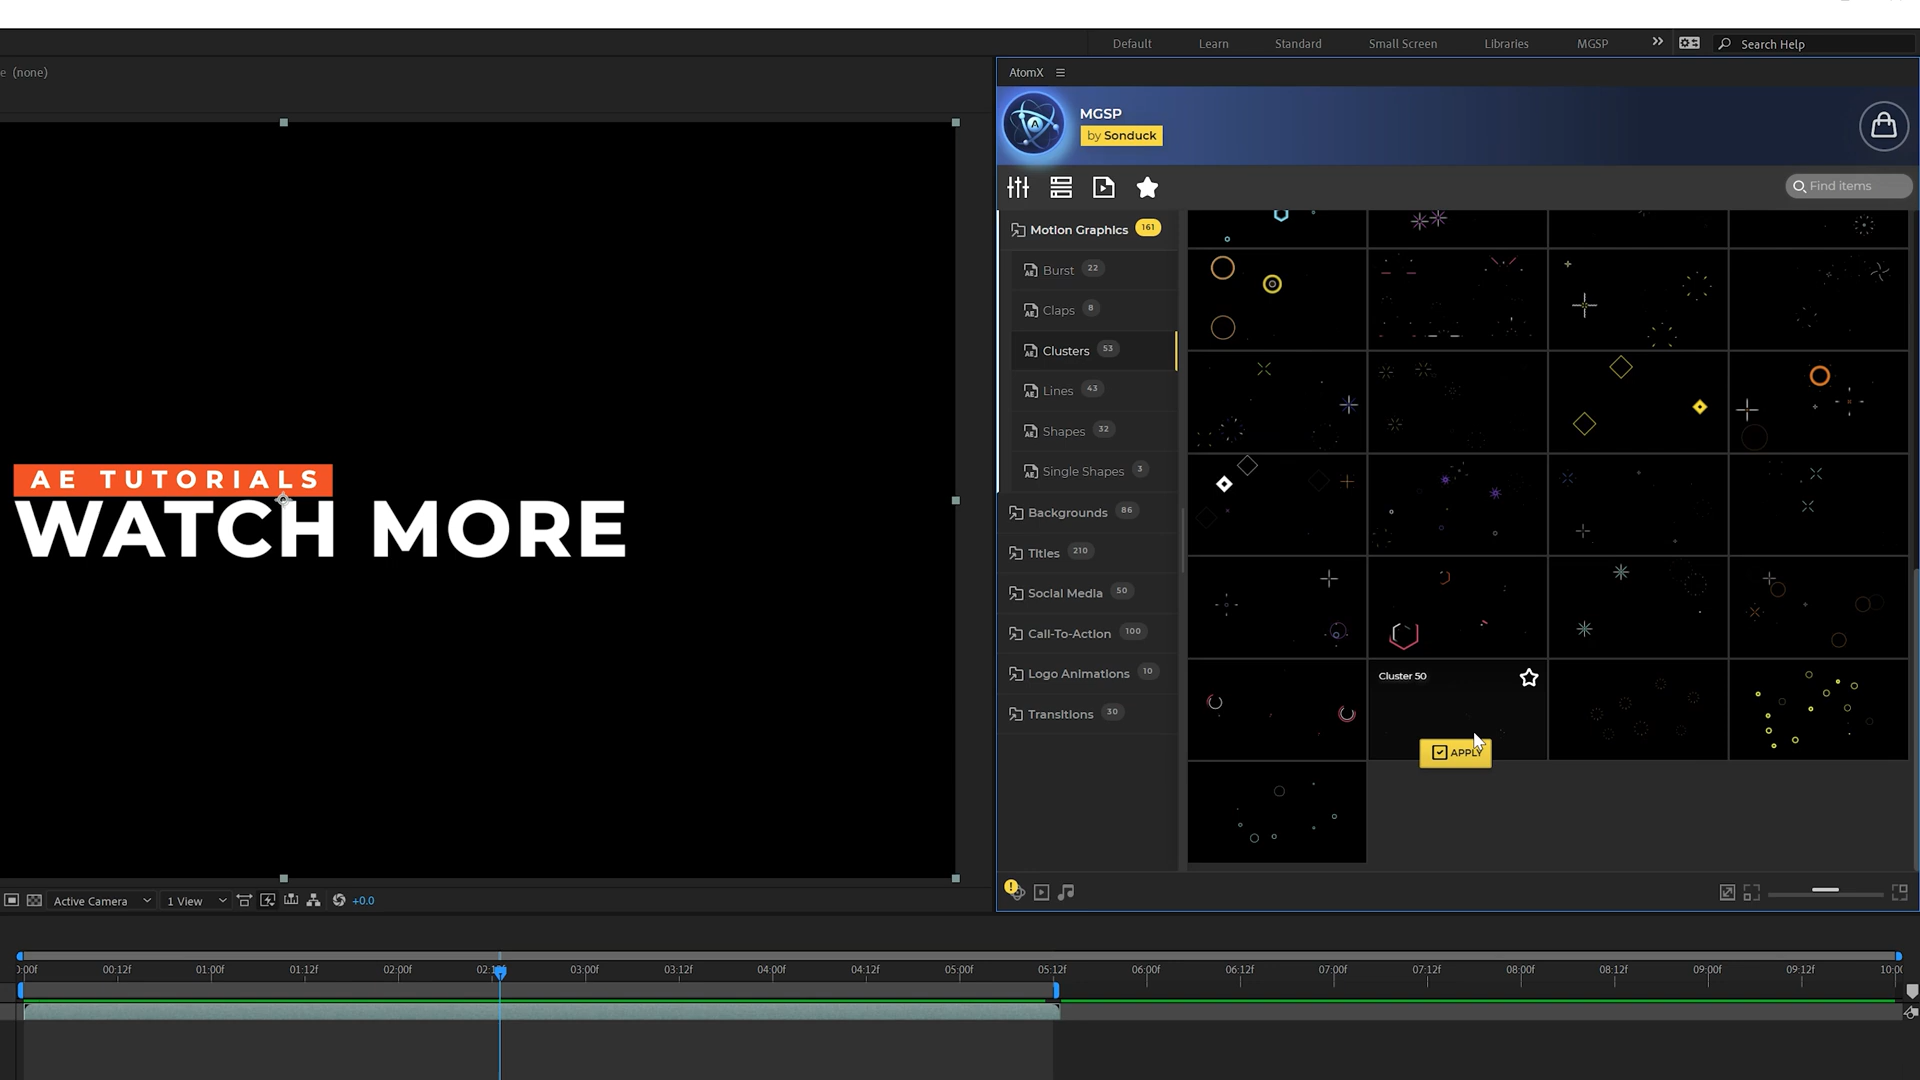 Default
Learn
Standard
Small Screen
Libraries
MGSP
Search Help
e (none)
AtomX
MGSP
by Sonduck
Find items
Motion Graphics 161
Burst 22
Claps 8
Clusters 53
Lines 43
Shapes 32
Single Shapes 3
Backgrounds 86
Titles 210
Social Media 50
Call-To-Action 100
Logo Animations 10
Transitions 30
Cluster 50
APPLY
AE TUTORIALS
WATCH MORE
Active Camera
1 View
+0.0
00:12f
01:00f
01:12f
02:00f
03:00f
03:12f
04:00f
04:12f
05:00f
05:12f
06:00f
06:12f
07:00f
07:12f
08:00f
08:12f
09:00f
09:12f